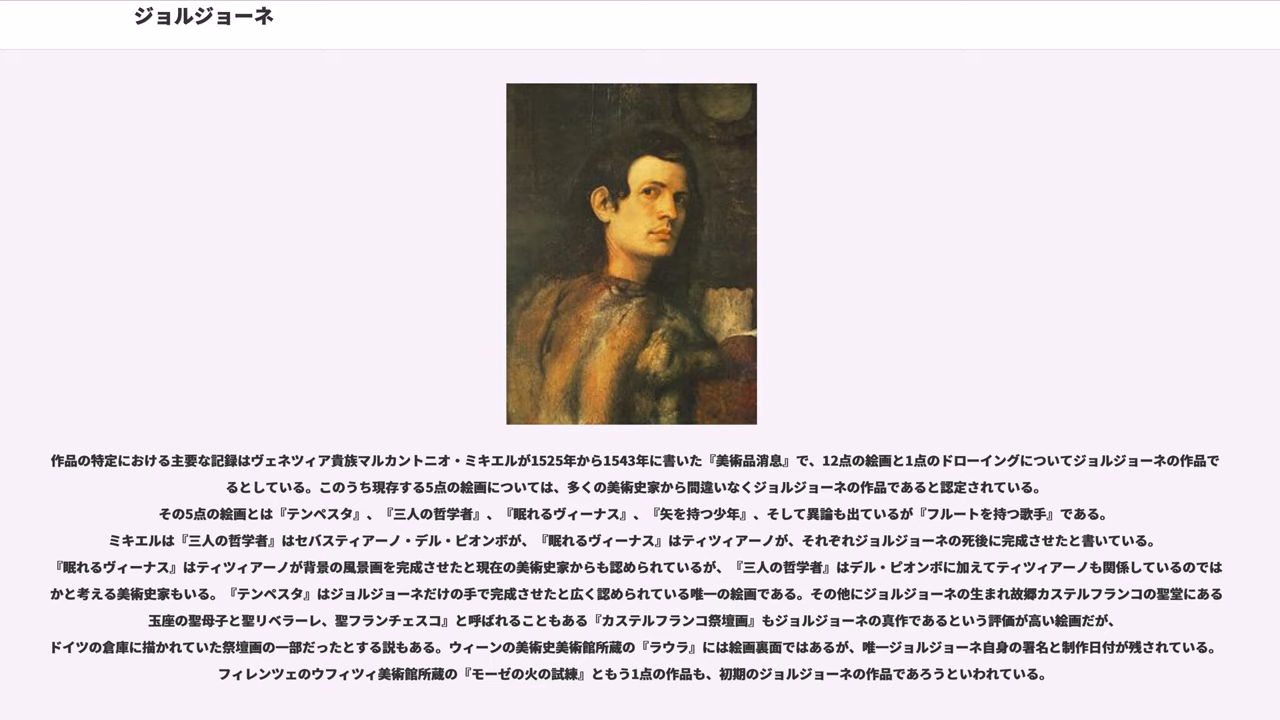 ジョルジョーネ
作品の特定における主要な記録はヴェネツィア貴族マルカントニオ・ミキエルが1525年から1543年に書いた『美術品消息』で、12点の絵画と1点のドローイングについてジョルジョーネの作品で
るとしている。このうち現存する5点の絵画については、多くの美術史家から間違いなくジョルジョーネの作品であると認定されている。
その5点の絵画とは『テンペスタ』、『三人の哲学者』、『眠れるヴィーナス』、『矢を持つ少年』、そして異論も出ているが『フルートを持つ歌手』である。
ミキエルは『三人の哲学者』はセバスティアーノ・デル・ピオンボが、『眠れるヴィーナス』はティツィアーノが、それぞれジョルジョーネの死後に完成させたと書いている。
『眠れるヴィーナス』はティツィアーノが背景の風景画を完成させたと現在の美術史家からも認められているが、『三人の哲学者』はデル・ピオンボに加えてティツィアーノも関係しているのでは
かと考える美術史家もいる。『テンペスタ』はジョルジョーネだけの手で完成させたと広く認められている唯一の絵画である。その他にジョルジョーネの生まれ故郷カステルフランコの聖堂にある
玉座の聖母子と聖リベラーレ、聖フランチェスコ』と呼ばれることもある『カステルフランコ祭壇画』もジョルジョーネの真作であるという評価が高い絵画だが、
ドイツの倉庫に描かれていた祭壇画の一部だったとする説もある。ウィーンの美術史美術館所蔵の『ラウラ』には絵画裏面ではあるが、唯一ジョルジョーネ自身の署名と制作日付が残されている。
フィレンツェのウフィツィ美術館所蔵の『モーゼの火の試練』ともう1点の作品も、初期のジョルジョーネの作品であろうといわれている。